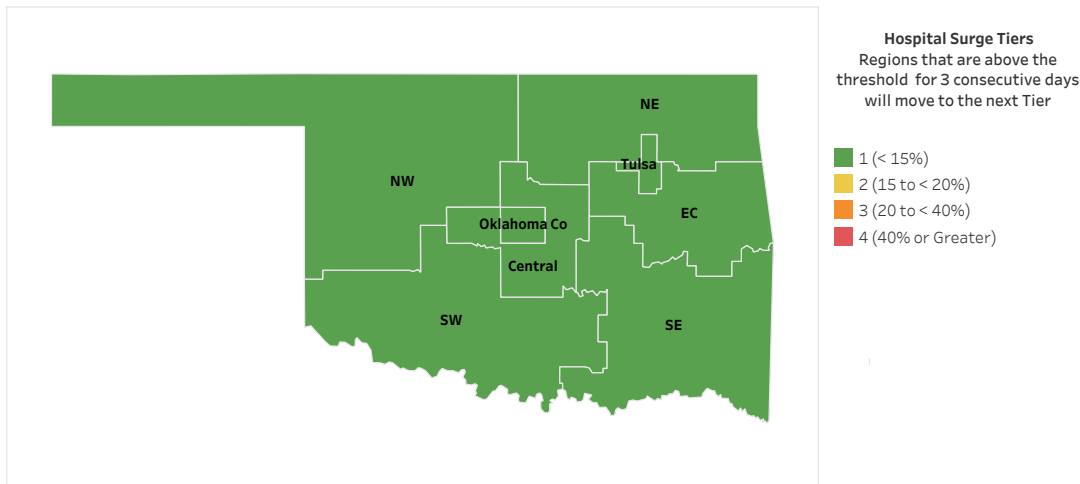 Hospital Surge Tiers
Regions that are above the
threshold for 3 consecutive days
will move to the next Tier
1 (< 15%)
2 (15 to < 20%)
3 (20 to < 40%)
4 (40% or Greater)
NE
Tulsa
NW
EC
Oklahoma Co
Central
SW
SE